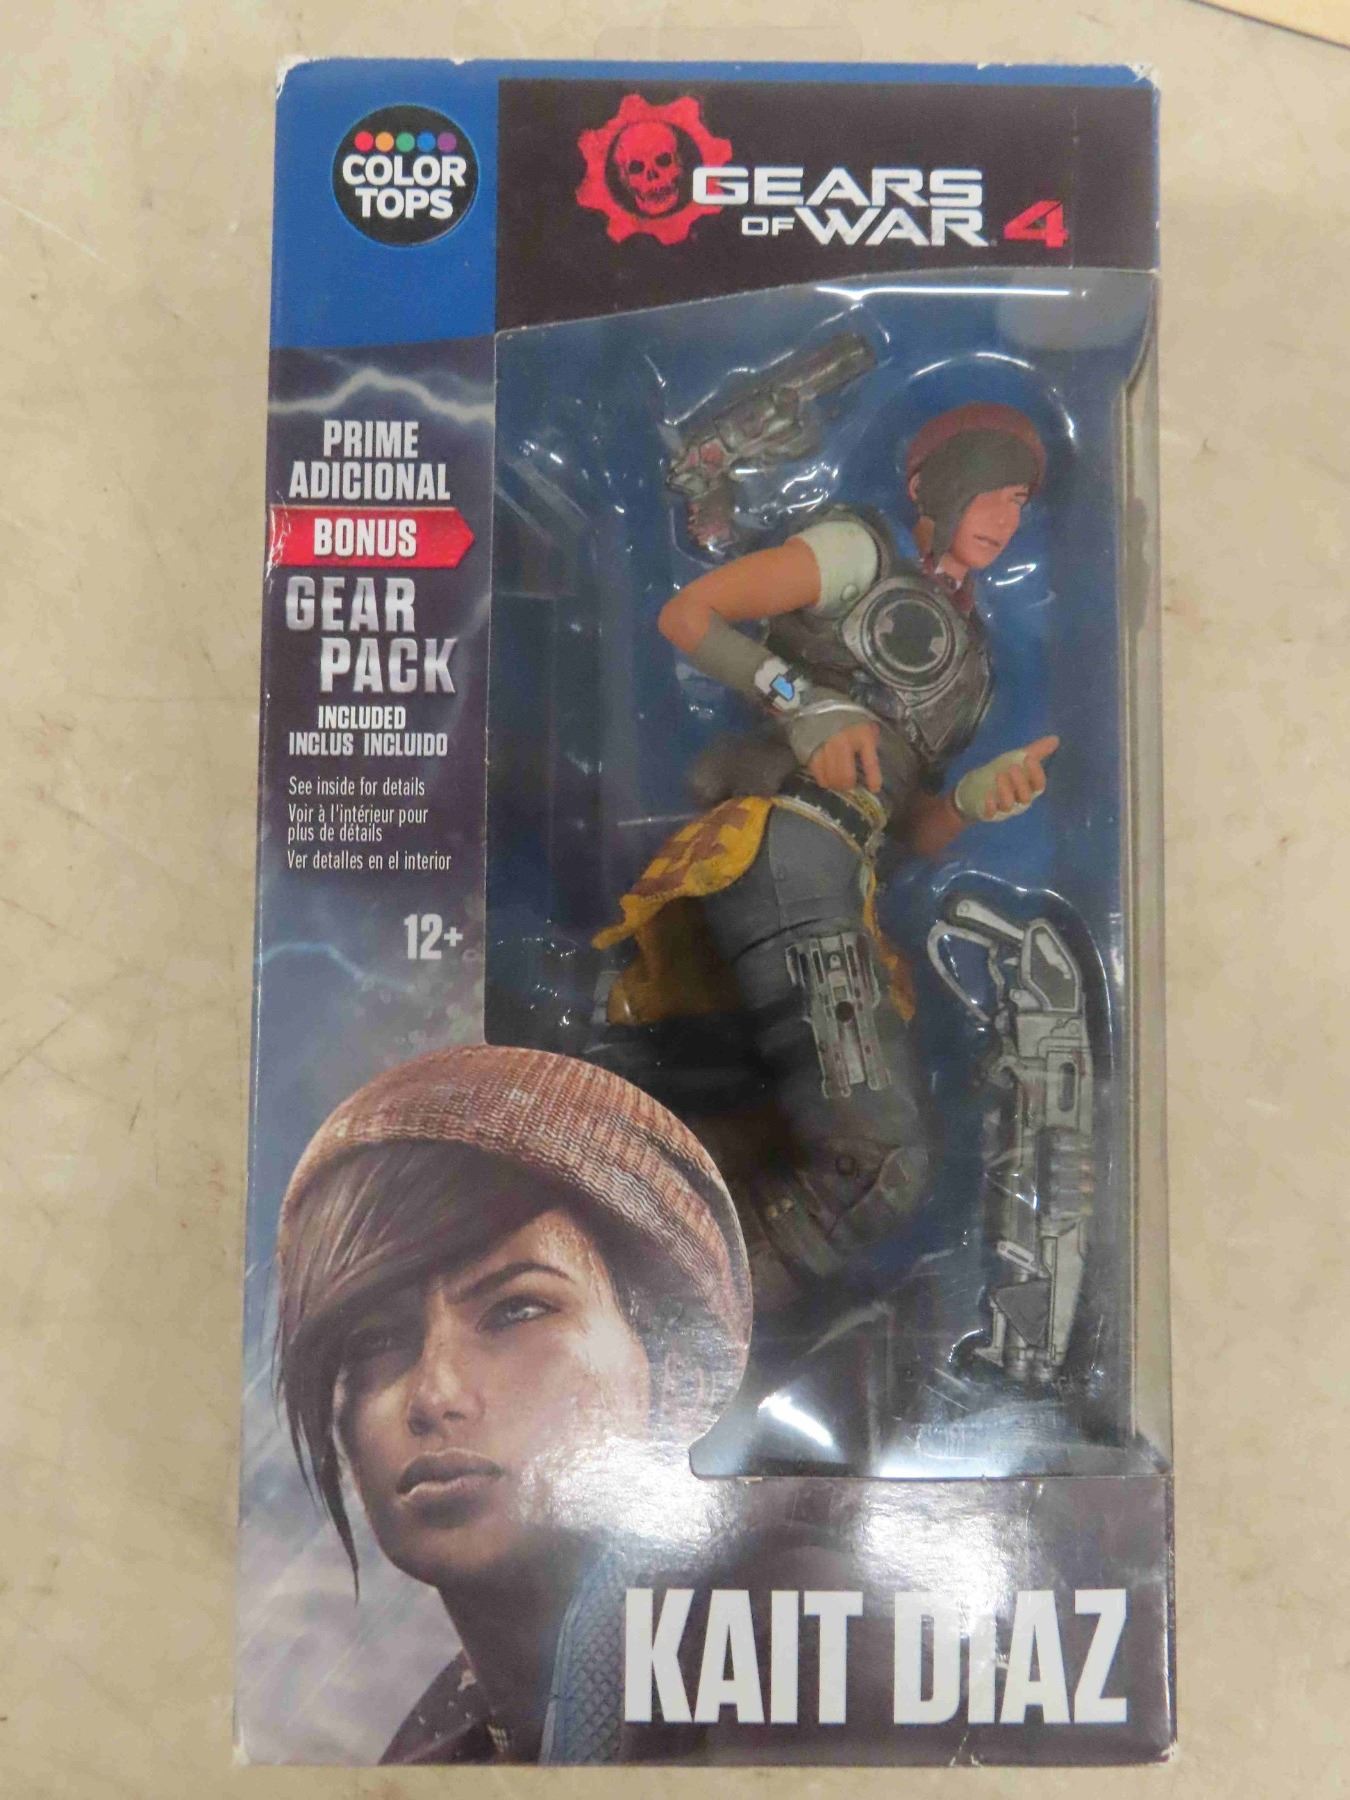 COLOR
TOPS
GEARS
OF WAR 4
PRIME
ADICIONAL
BONUS
GEAR
PACK
INCLUDED
INCLUS INCLUIDO
See inside for details
Voir à l'intérieur pour
plus de détails
Ver detalles en el interior
12+
KAIT DIAZ